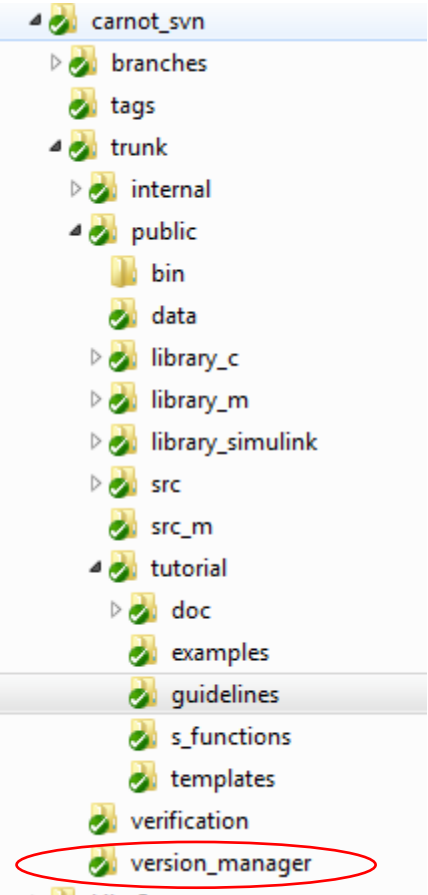 carnot_svn
branches
tags
trunk
internal
public
bin
data
library_c
library_m
library_simulink
src
src_m
tutorial
doc
examples
guidelines
s_functions
templates
verification
version_manager